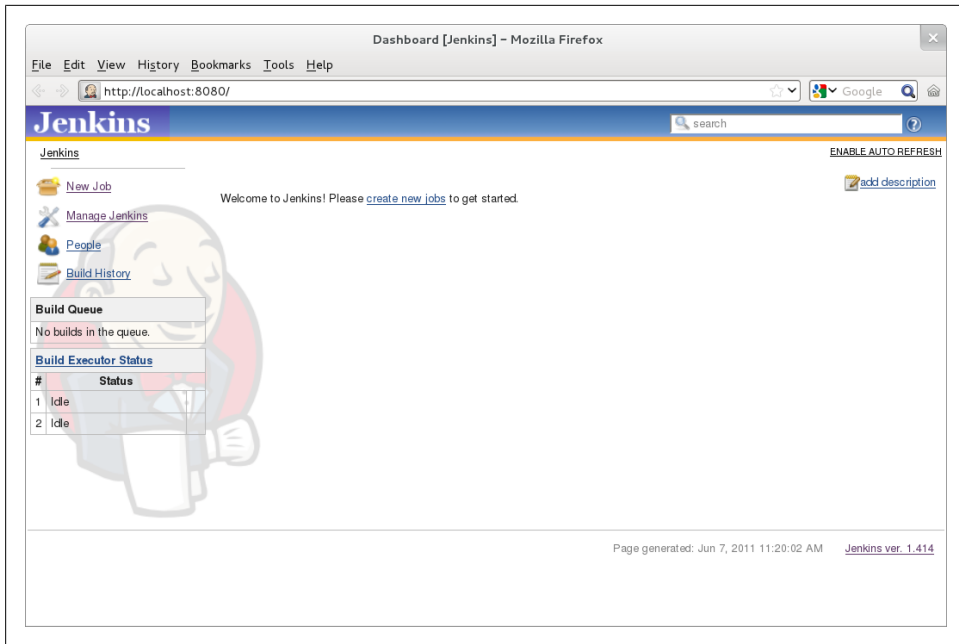 Dashboard [Jenkins] – Mozilla Firefox
File Edit View History Bookmarks Tools Help
http://localhost:8080/
Google
Jenkins
search
Jenkins
ENABLE AUTO REFRESH
New Job
Manage Jenkins
People
Build History
add description
Welcome to Jenkins! Please create new jobs to get started.
Build Queue
No builds in the queue.
Build Executor Status
# Status
1 Idle
2 Idle
Page generated: Jun 7, 2011 11:20:02 AM Jenkins ver. 1.414